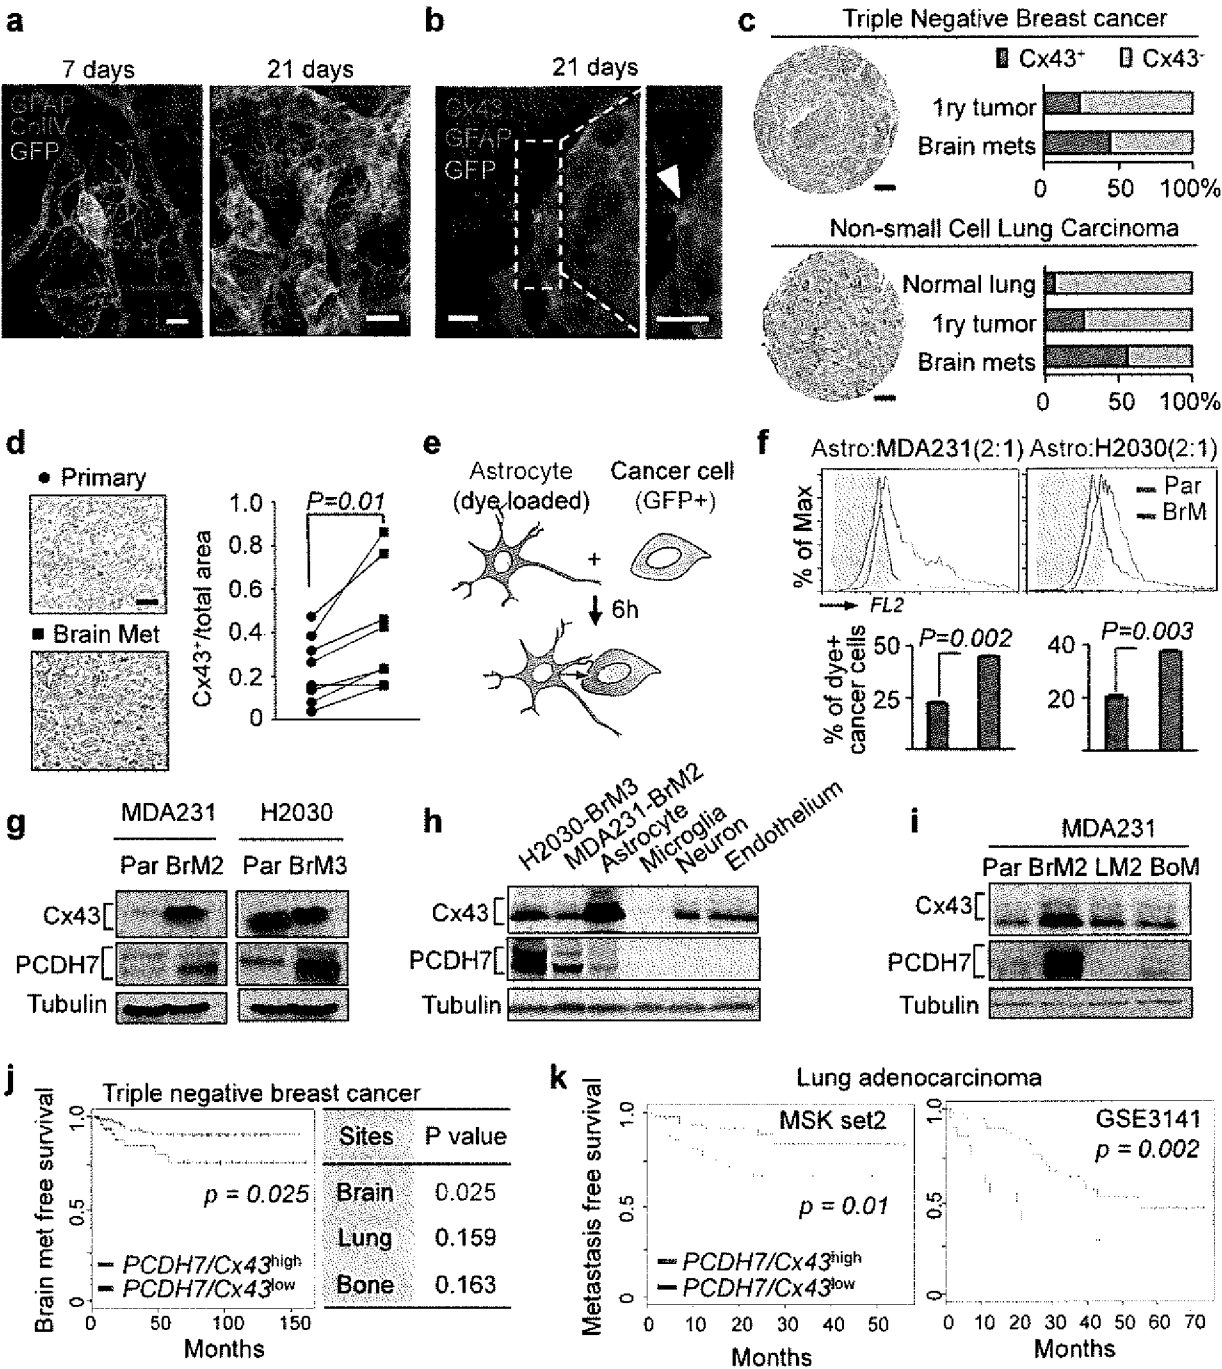 a
7 days
21 days
GFAP
ColIV
GFP
b
21 days
Cx43
GFAP
GFP
c
Triple Negative Breast cancer
Cx43+ Cx43-
1ry tumor
Brain mets
0 50 100%
Non-small Cell Lung Carcinoma
Normal lung
1ry tumor
Brain mets
0 50 100%
d
Primary
Brain Met
Cx43+/total area
1.0
0.8
0.6
0.4
0.2
0
P=0.01
e
Astrocyte
(dye loaded)
Cancer cell
(GFP+)
+
6h
f
Astro:MDA231(2:1)
Astro:H2030(2:1)
% of Max
Par
BrM
FL2
% of dye+
cancer cells
50
25
P=0.002
40
20
P=0.003
g
MDA231
H2030
Par BrM2
Par BrM3
Cx43
PCDH7
Tubulin
h
H2030-BrM3
MDA231-BrM2
Astrocyte
Microglia
Neuron
Endothelium
Cx43
PCDH7
Tubulin
i
MDA231
Par BrM2 LM2 BoM
Cx43
PCDH7
Tubulin
j
Triple negative breast cancer
Brain met free survival
1.0
0.5
0
p = 0.025
PCDH7/Cx43high
PCDH7/Cx43low
0 50 100 150
Months
Sites P value
Brain 0.025
Lung 0.159
Bone 0.163
k
Lung adenocarcinoma
Metastasis free survival
1.0
0.5
0
MSK set2
p = 0.01
PCDH7/Cx43high
PCDH7/Cx43low
0 10 20 30 40 50
Months
1.0
0.5
0
GSE3141
p = 0.002
0 10 20 30 40 50 60 70
Months